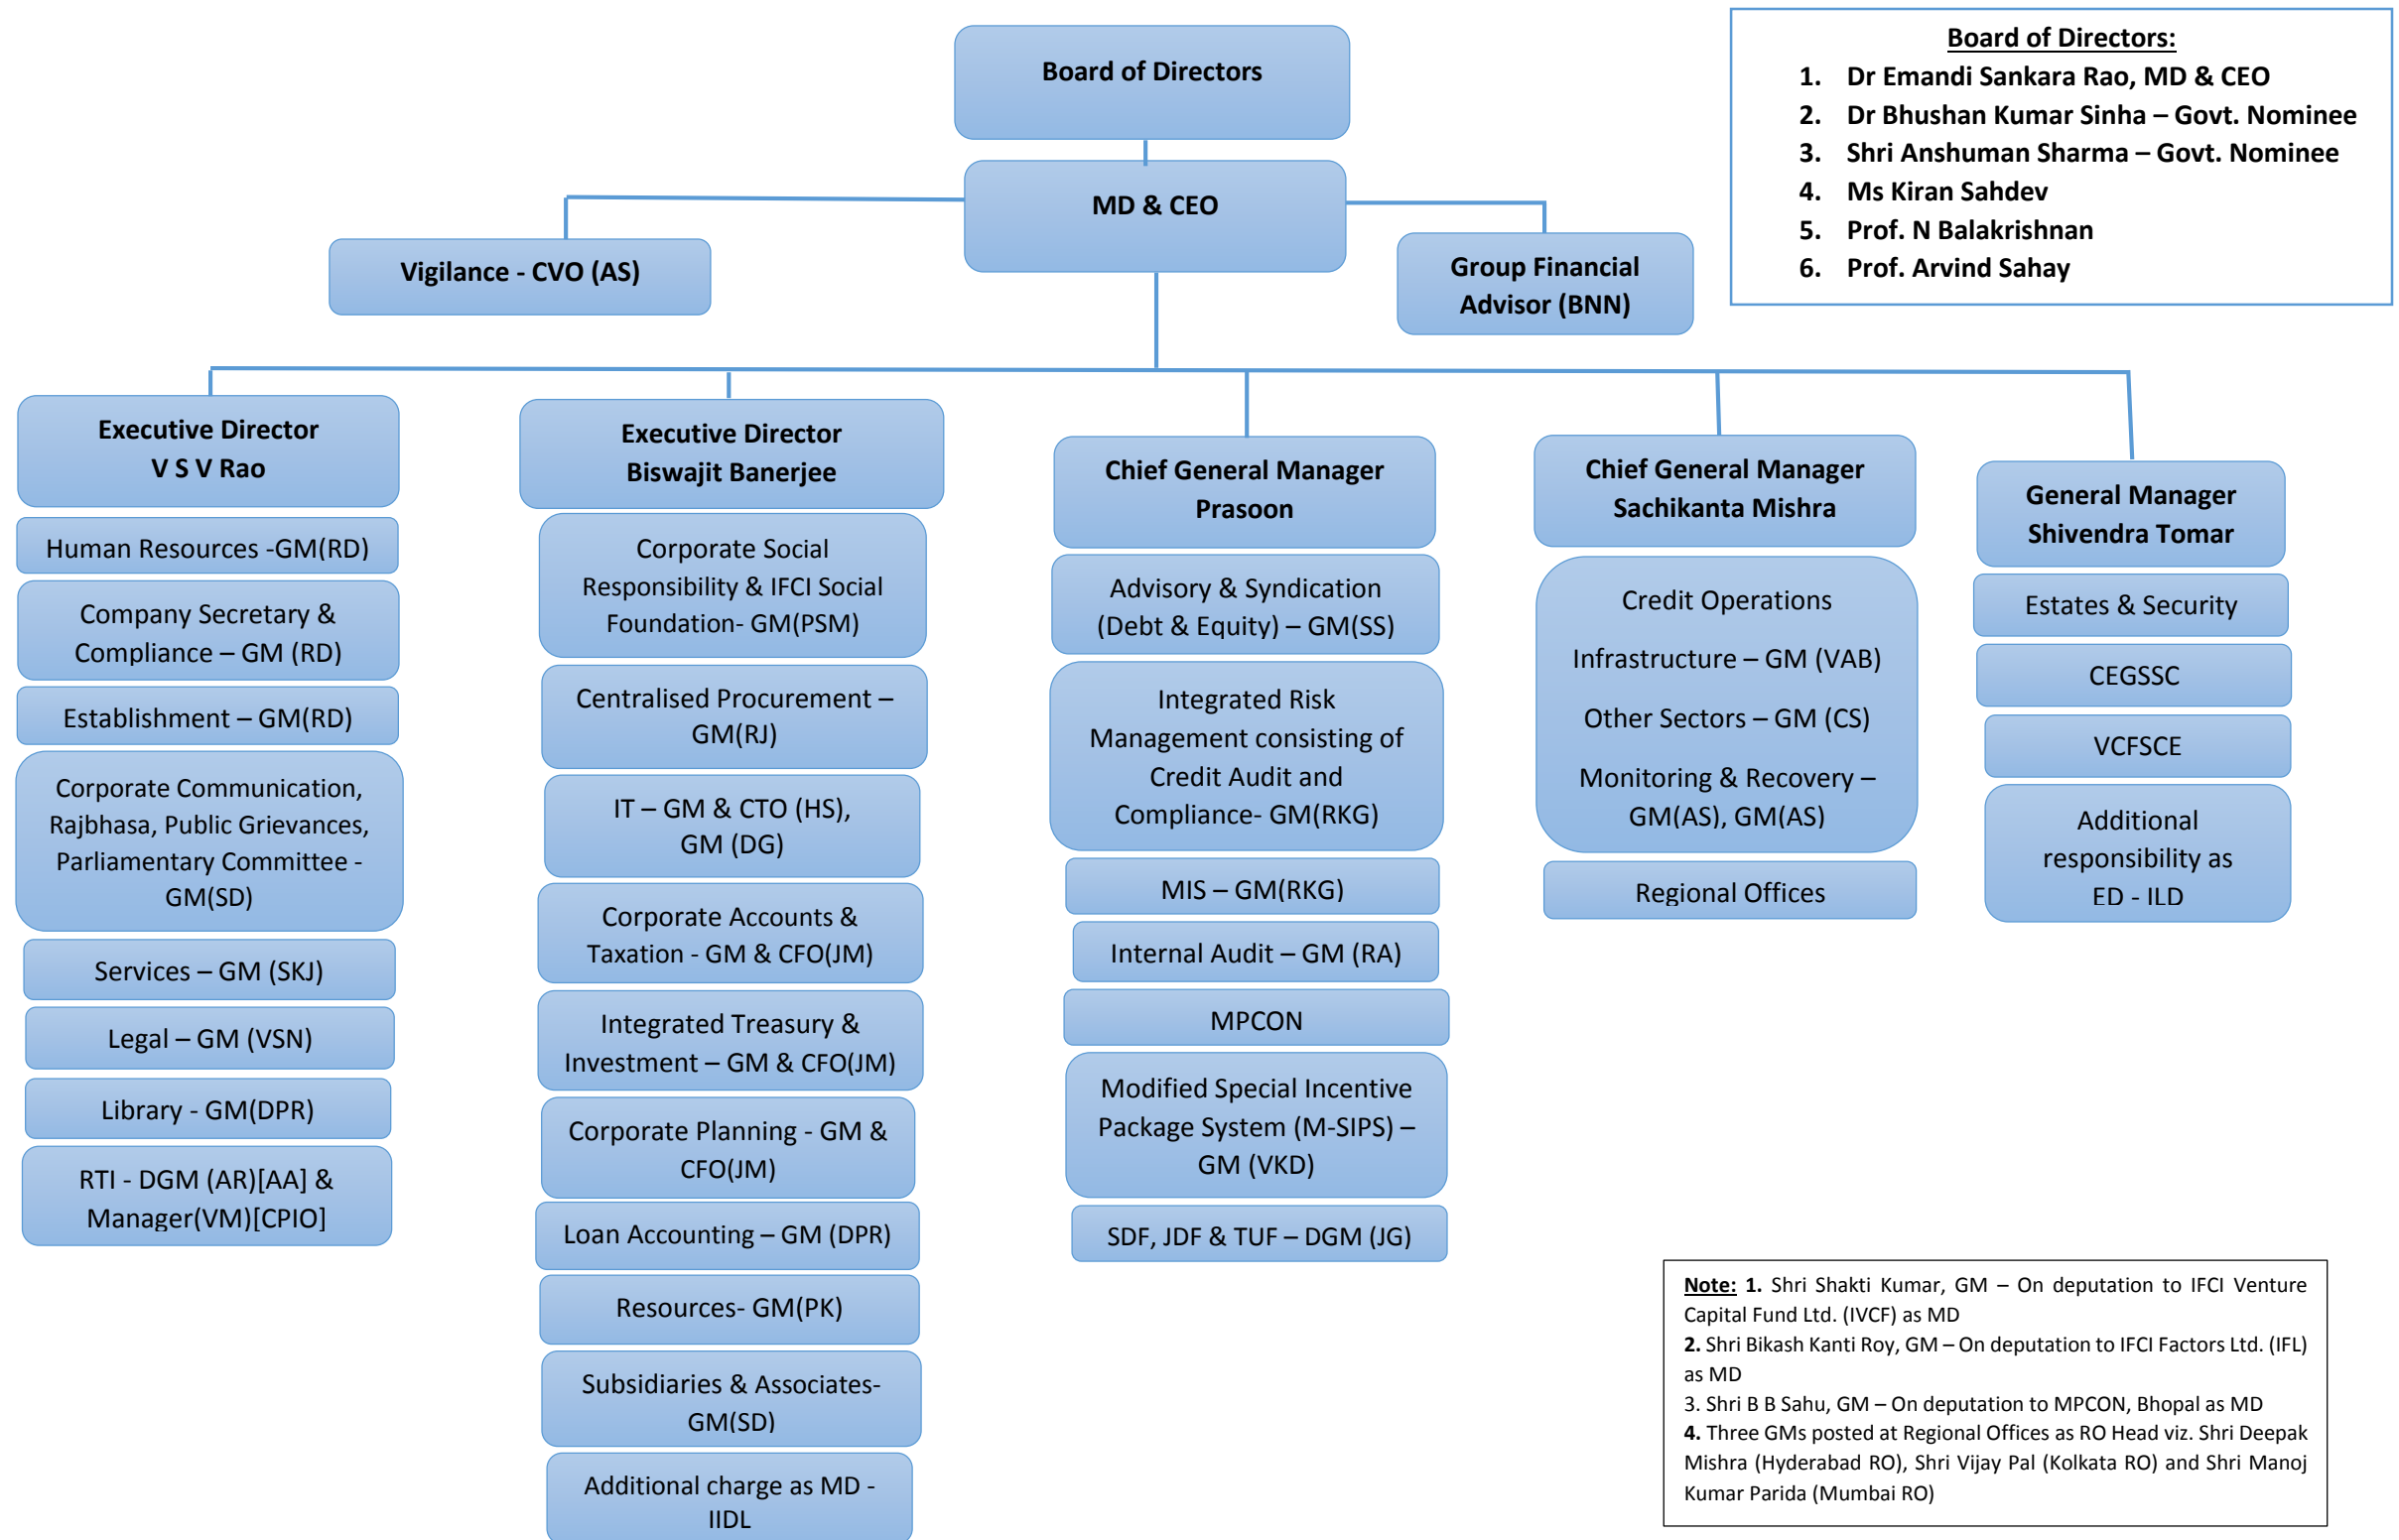 Board of Directors
Board of Directors:
1. Dr Emandi Sankara Rao, MD & CEO
2. Dr Bhushan Kumar Sinha – Govt. Nominee
3. Shri Anshuman Sharma – Govt. Nominee
4. Ms Kiran Sahdev
5. Prof. N Balakrishnan
6. Prof. Arvind Sahay
MD & CEO
Vigilance - CVO (AS)
Group Financial
Advisor (BNN)
Executive Director
V S V Rao
Human Resources -GM(RD)
Company Secretary &
Compliance – GM (RD)
Establishment – GM(RD)
Corporate Communication,
Rajbhasa, Public Grievances,
Parliamentary Committee -
GM(SD)
Services – GM (SKJ)
Legal – GM (VSN)
Library - GM(DPR)
RTI - DGM (AR)[AA] &
Manager(VM)[CPIO]
Executive Director
Biswajit Banerjee
Corporate Social
Responsibility & IFCI Social
Foundation- GM(PSM)
Centralised Procurement –
GM(RJ)
IT – GM & CTO (HS),
GM (DG)
Corporate Accounts &
Taxation - GM & CFO(JM)
Integrated Treasury &
Investment – GM & CFO(JM)
Corporate Planning - GM &
CFO(JM)
Loan Accounting – GM (DPR)
Resources- GM(PK)
Subsidiaries & Associates-
GM(SD)
Additional charge as MD -
IIDL
Chief General Manager
Prasoon
Advisory & Syndication
(Debt & Equity) – GM(SS)
Integrated Risk
Management consisting of
Credit Audit and
Compliance- GM(RKG)
MIS – GM(RKG)
Internal Audit – GM (RA)
MPCON
Modified Special Incentive
Package System (M-SIPS) –
GM (VKD)
SDF, JDF & TUF – DGM (JG)
Chief General Manager
Sachikanta Mishra
Credit Operations
Infrastructure – GM (VAB)
Other Sectors – GM (CS)
Monitoring & Recovery –
GM(AS), GM(AS)
Regional Offices
General Manager
Shivendra Tomar
Estates & Security
CEGSSC
VCFSCE
Additional
responsibility as
ED - ILD
Note: 1. Shri Shakti Kumar, GM – On deputation to IFCI Venture
Capital Fund Ltd. (IVCF) as MD
2. Shri Bikash Kanti Roy, GM – On deputation to IFCI Factors Ltd. (IFL)
as MD
3. Shri B B Sahu, GM – On deputation to MPCON, Bhopal as MD
4. Three GMs posted at Regional Offices as RO Head viz. Shri Deepak
Mishra (Hyderabad RO), Shri Vijay Pal (Kolkata RO) and Shri Manoj
Kumar Parida (Mumbai RO)